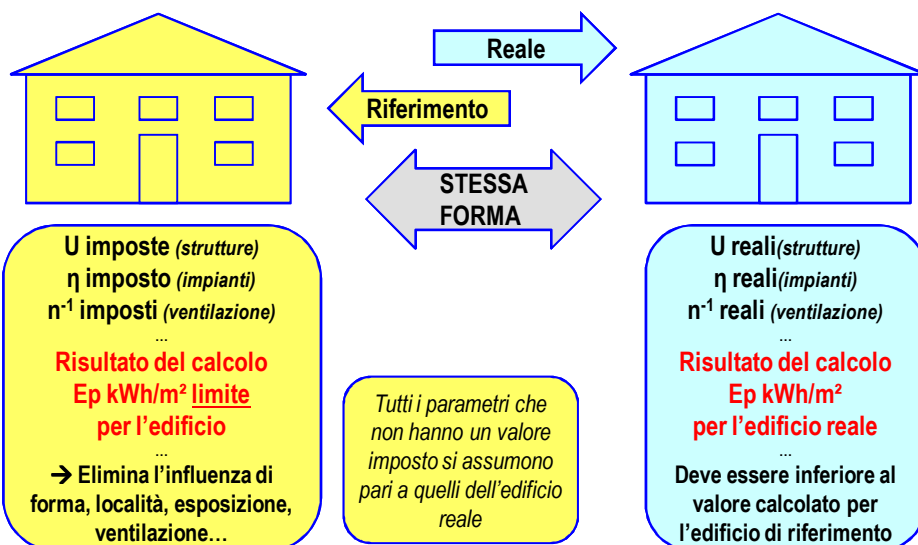 Reale
Riferimento
STESSA
FORMA
U imposte (strutture)
η imposto (impianti)
n⁻¹ imposti (ventilazione)
...
Risultato del calcolo
Ep kWh/m² limite
per l'edificio
...
→ Elimina l'influenza di
forma, località, esposizione,
ventilazione…
Tutti i parametri che
non hanno un valore
imposto si assumono
pari a quelli dell'edificio
reale
U reali(strutture)
η reali(impianti)
n⁻¹ reali (ventilazione)
...
Risultato del calcolo
Ep kWh/m²
per l'edificio reale
...
Deve essere inferiore al
valore calcolato per
l'edificio di riferimento